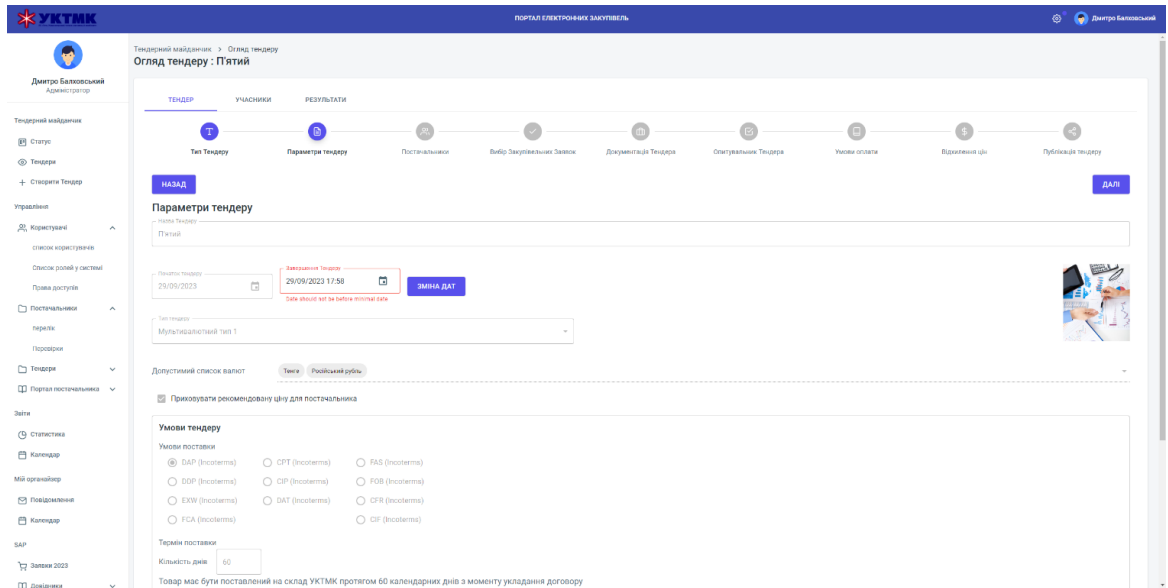 УКТМК
ПОРТАЛ ЕЛЕКТРОННИХ ЗАКУПІВЕЛЬ
Дмитро Балховський
Дмитро Балховський
Адміністратор
Тендерний майданчик
Статус
Тендери
Створити Тендер
Управління
Користувачі
список користувачів
Список ролей у системі
Права доступів
Постачальники
перелік
Перевірки
Тендери
Портал постачальника
Звіти
Статистика
Календар
Мій органайзер
Повідомлення
Календар
SAP
Заявки 2023
Довідники
Тендерний майданчик > Огляд тендеру
Огляд тендеру : П'ятий
ТЕНДЕР УЧАСНИКИ РЕЗУЛЬТАТИ
Тип Тендеру Параметри тендеру Постачальники Вибір Закупівельних Заявок Документація Тендера Опитувальник Тендера Умови оплати Відхилення цін Публікація тендеру
НАЗАД ДАЛІ
Параметри тендеру
Назва Тендеру
П'ятий
Початок тендеру Завершення Тендеру
29/09/2023 29/09/2023 17:58 ЗМІНА ДАТ
Date should not be before minimal date
Тип тендеру
Мультивалютний тип 1
Допустимий список валют Тенге Російський рубль
Приховувати рекомендовану ціну для постачальника
Умови тендеру
Умови поставки
DAP (Incoterms) CPT (Incoterms) FAS (Incoterms)
DDP (Incoterms) CIP (Incoterms) FOB (Incoterms)
EXW (Incoterms) DAT (Incoterms) CFR (Incoterms)
FCA (Incoterms) CIF (Incoterms)
Термін поставки
Кількість днів 60
Товар має бути поставлений на склад УКТМК протягом 60 календарних днів з моменту укладання договору